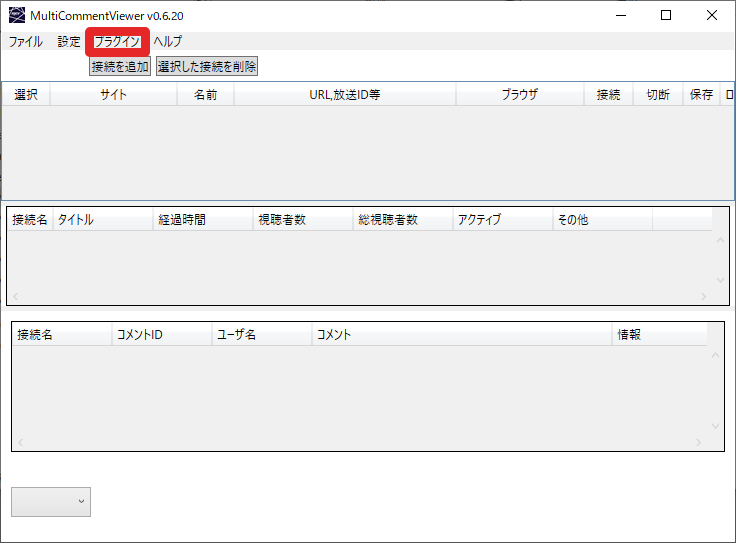 MultiCommentViewer v0.6.20
ファイル 設定 プラグイン ヘルプ
接続を追加 選択した接続を削除
選択 サイト 名前 URL,放送ID等 ブラウザ 接続 切断 保存 ロ
接続名 タイトル 経過時間 視聴者数 総視聴者数 アクティブ その他
接続名 コメントID ユーザ名 コメント 情報